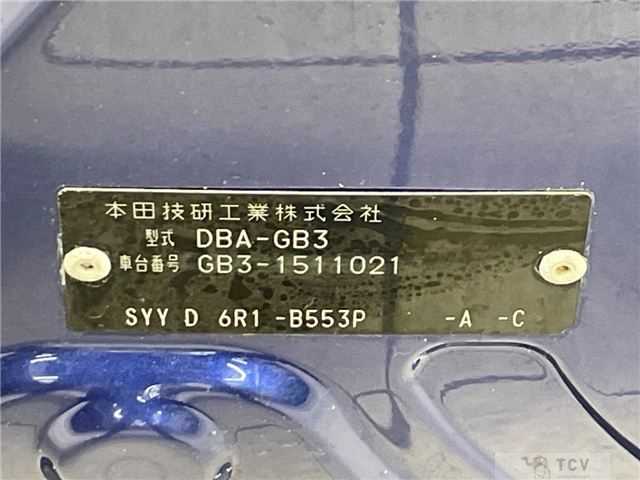 本田技研工業株式会社
型式 DBA-GB3
車台番号 GB3-1511021
SYY D 6R1 -B553P -A -C
TCV